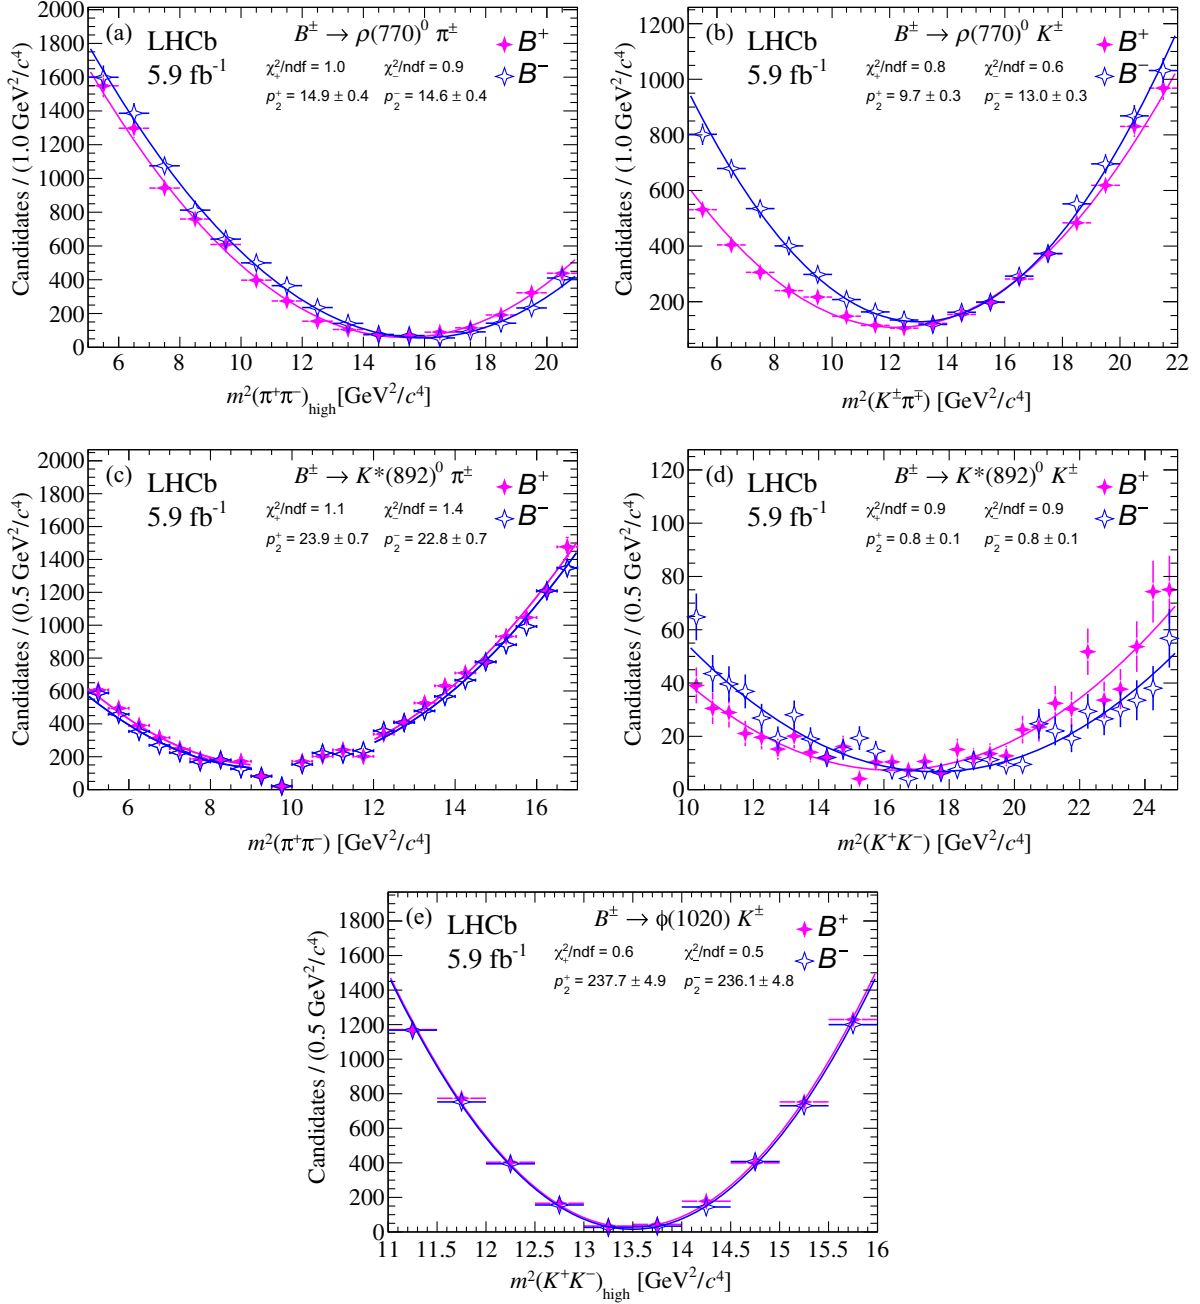 (a) LHCb B± → ρ(770)⁰ π± B⁺
5.9 fb⁻¹ χ²₊/ndf = 1.0 χ²₋/ndf = 0.9 B⁻
p₂⁺ = 14.9 ± 0.4 p₂⁻ = 14.6 ± 0.4
Candidates / (1.0 GeV²/c⁴)
2000
1800
1600
1400
1200
1000
800
600
400
200
0
6 8 10 12 14 16 18 20
m²(π⁺π⁻)high[GeV²/c⁴]
(b) LHCb B± → ρ(770)⁰ K± B⁺
5.9 fb⁻¹ χ²₊/ndf = 0.8 χ²₋/ndf = 0.6 B⁻
p₂⁺ = 9.7 ± 0.3 p₂⁻ = 13.0 ± 0.3
Candidates / (1.0 GeV²/c⁴)
1200
1000
800
600
400
200
6 8 10 12 14 16 18 20 22
m²(K±π∓) [GeV²/c⁴]
(c) LHCb B± → K*(892)⁰ π± B⁺
5.9 fb⁻¹ χ²₊/ndf = 1.1 χ²₋/ndf = 1.4 B⁻
p₂⁺ = 23.9 ± 0.7 p₂⁻ = 22.8 ± 0.7
Candidates / (0.5 GeV²/c⁴)
2000
1800
1600
1400
1200
1000
800
600
400
200
0
6 8 10 12 14 16
m²(π⁺π⁻) [GeV²/c⁴]
(d) LHCb B± → K*(892)⁰ K± B⁺
5.9 fb⁻¹ χ²₊/ndf = 0.9 χ²₋/ndf = 0.9 B⁻
p₂⁺ = 0.8 ± 0.1 p₂⁻ = 0.8 ± 0.1
Candidates / (0.5 GeV²/c⁴)
120
100
80
60
40
20
0
10 12 14 16 18 20 22 24
m²(K⁺K⁻) [GeV²/c⁴]
(e) LHCb B± → ϕ(1020) K± B⁺
5.9 fb⁻¹ χ²₊/ndf = 0.6 χ²₋/ndf = 0.5 B⁻
p₂⁺ = 237.7 ± 4.9 p₂⁻ = 236.1 ± 4.8
Candidates / (0.5 GeV²/c⁴)
1800
1600
1400
1200
1000
800
600
400
200
0
11 11.5 12 12.5 13 13.5 14 14.5 15 15.5 16
m²(K⁺K⁻)high [GeV²/c⁴]